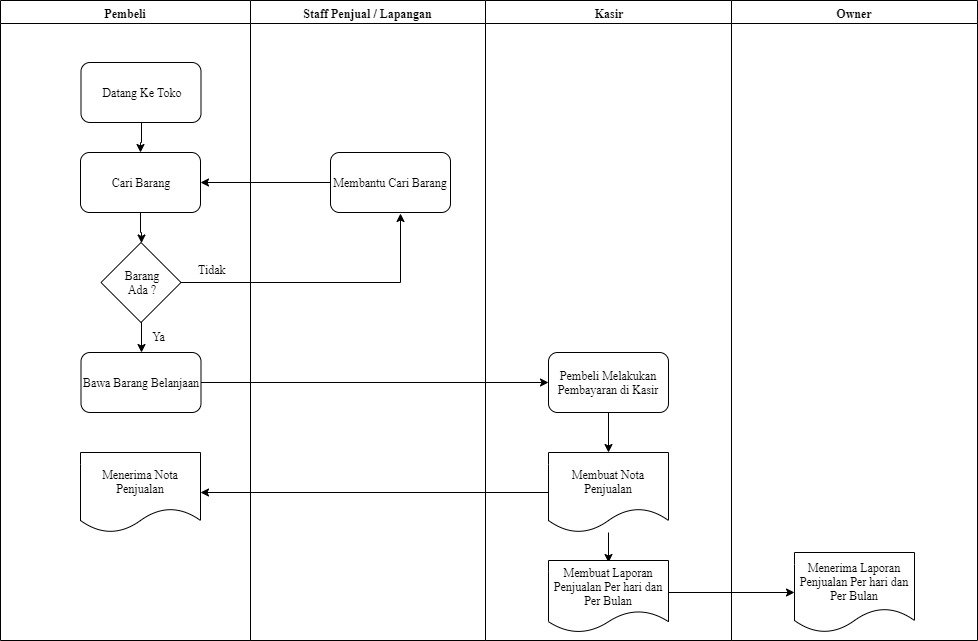 Pembeli
Staff Penjual / Lapangan
Kasir
Owner
Datang Ke Toko
Cari Barang
Membantu Cari Barang
Barang
Ada ?
Tidak
Ya
Bawa Barang Belanjaan
Pembeli Melakukan
Pembayaran di Kasir
Menerima Nota
Penjualan
Membuat Nota
Penjualan
Membuat Laporan
Penjualan Per hari dan
Per Bulan
Menerima Laporan
Penjualan Per hari dan
Per Bulan